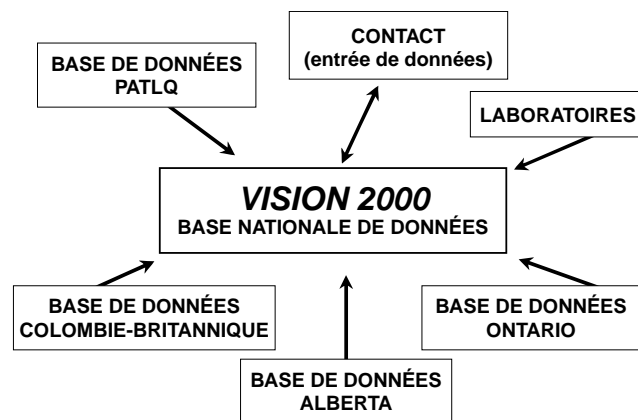 CONTACT
(entrée de données)
BASE DE DONNÉES
PATLQ
LABORATOIRES
VISION 2000
BASE NATIONALE DE DONNÉES
BASE DE DONNÉES
COLOMBIE-BRITANNIQUE
BASE DE DONNÉES
ONTARIO
BASE DE DONNÉES
ALBERTA